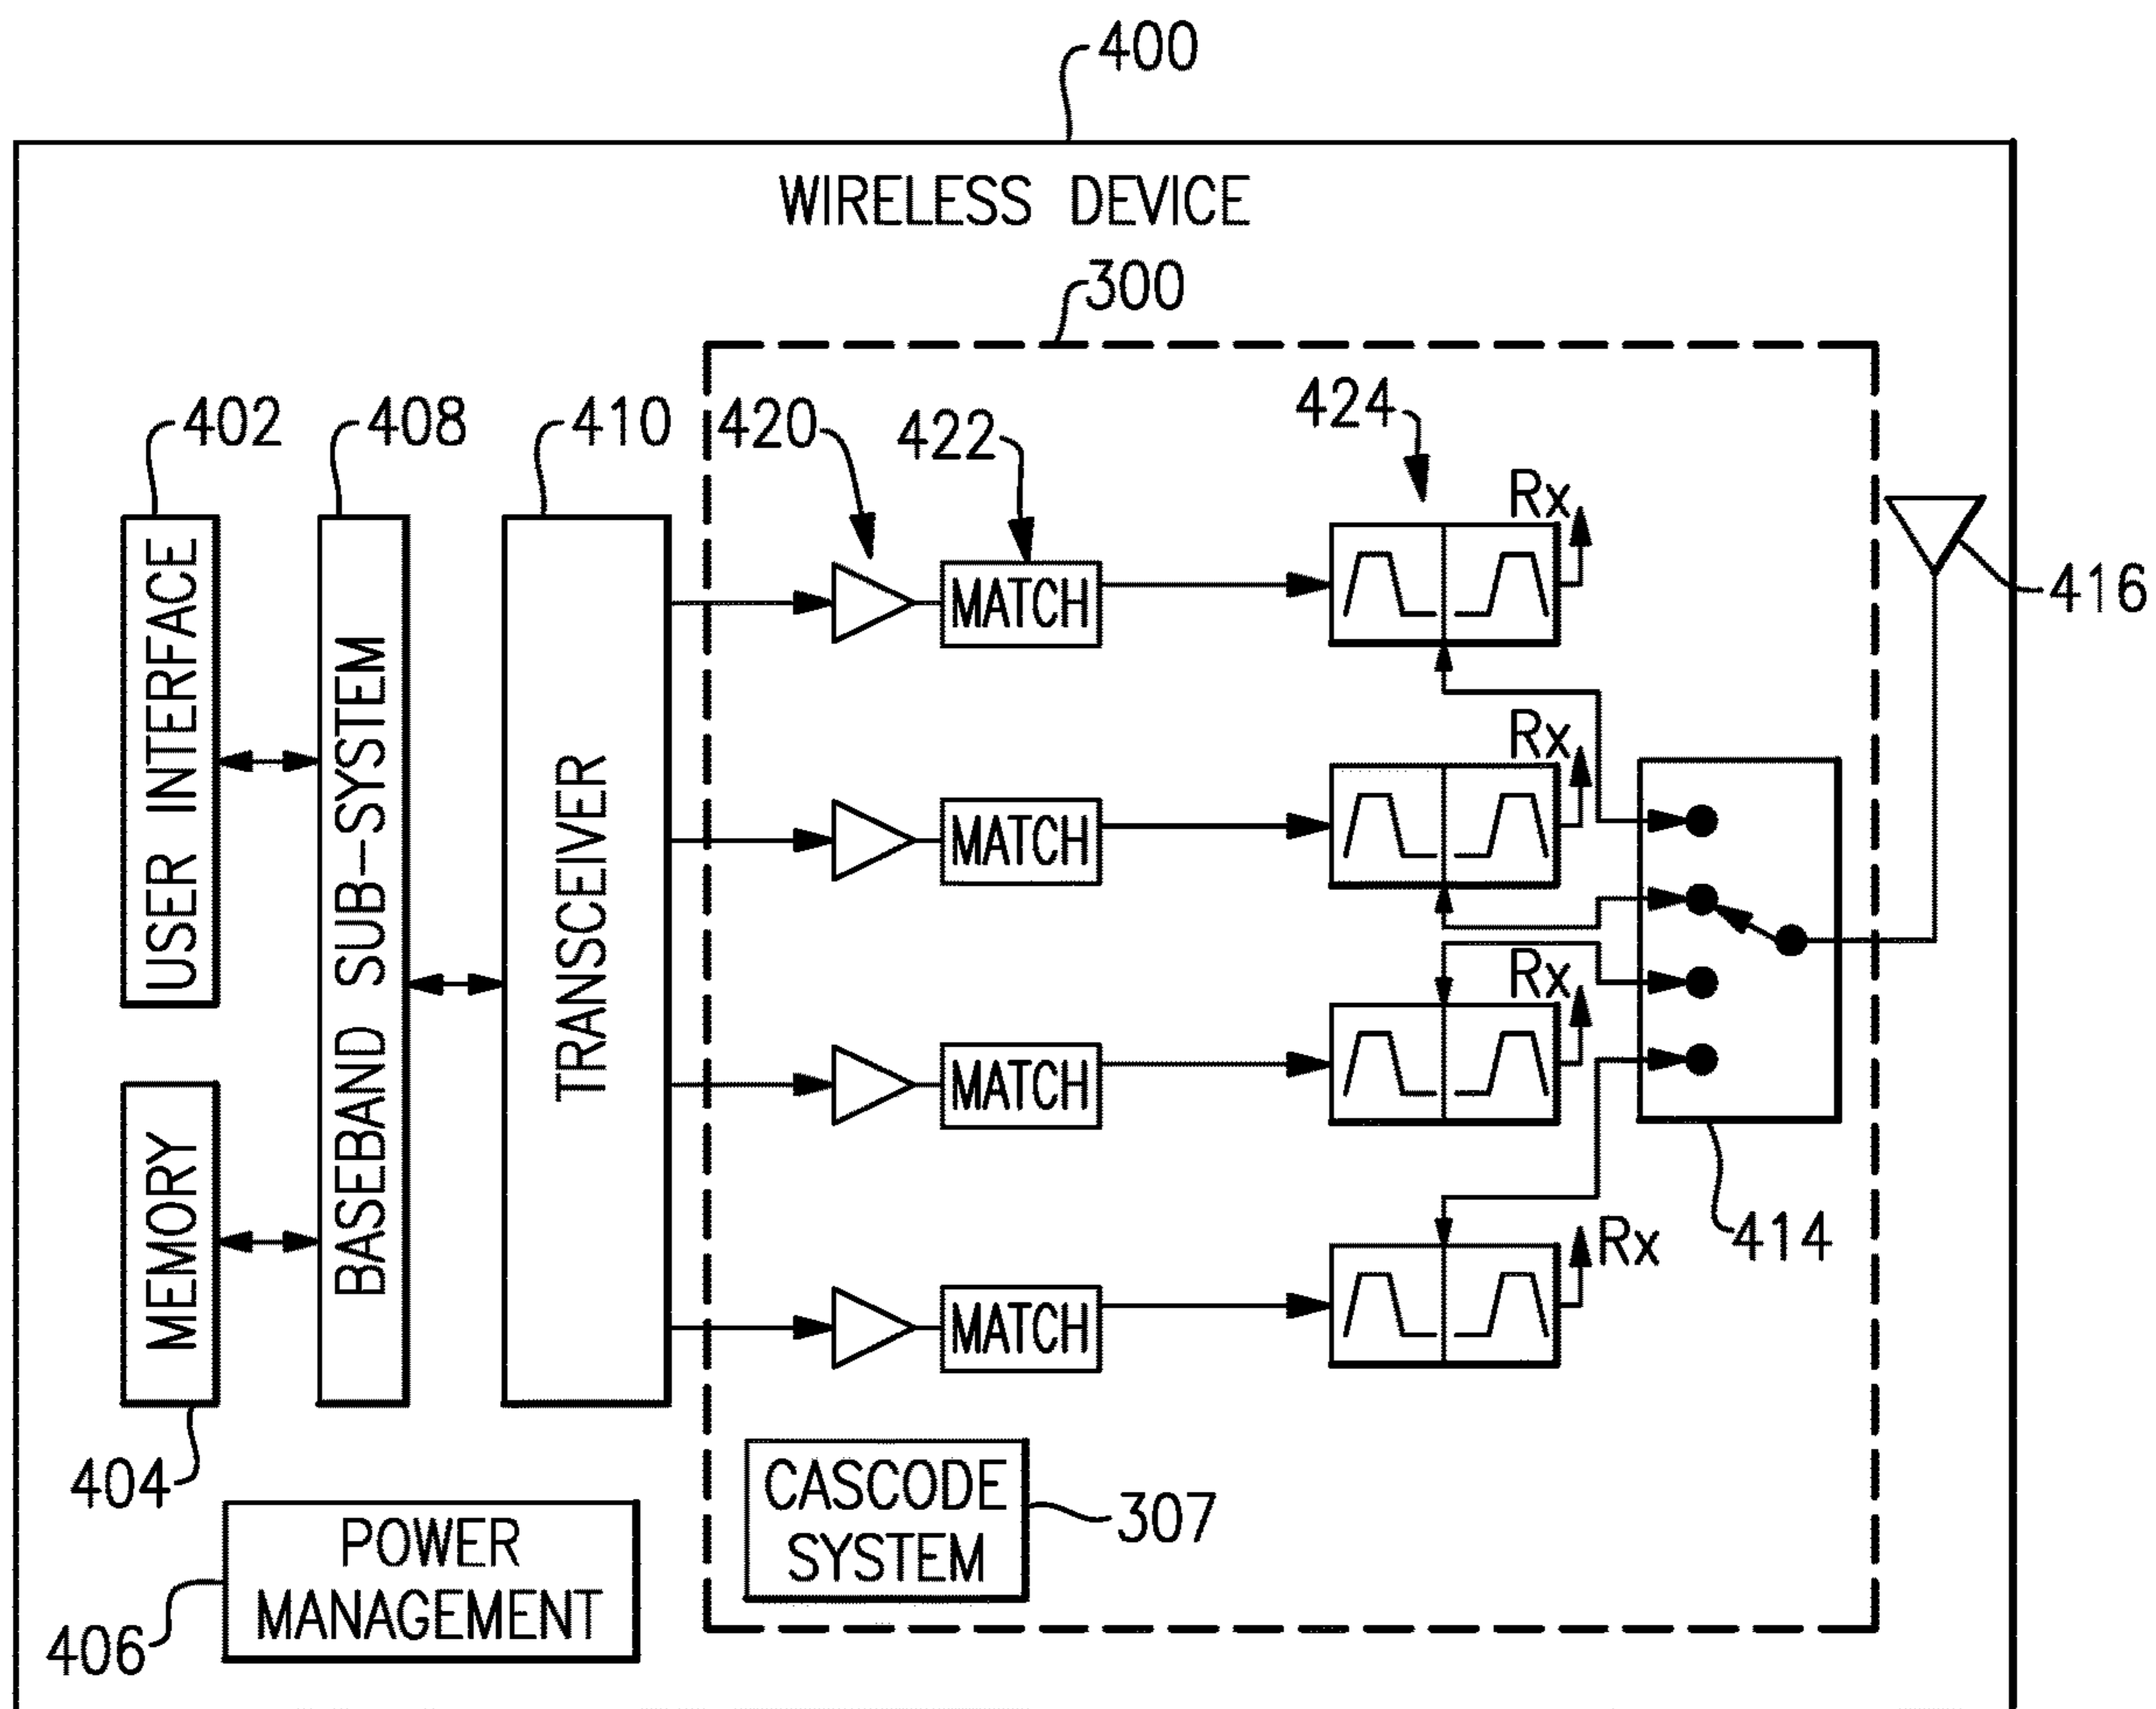 400
WIRELESS DEVICE
300
402
408
410
420
422
424
416
USER INTERFACE
BASEBAND SUB-SYSTEM
TRANSCEIVER
MATCH
Rx
MATCH
Rx
MATCH
Rx
MATCH
Rx
414
MEMORY
404
CASCODE
SYSTEM
307
POWER
MANAGEMENT
406